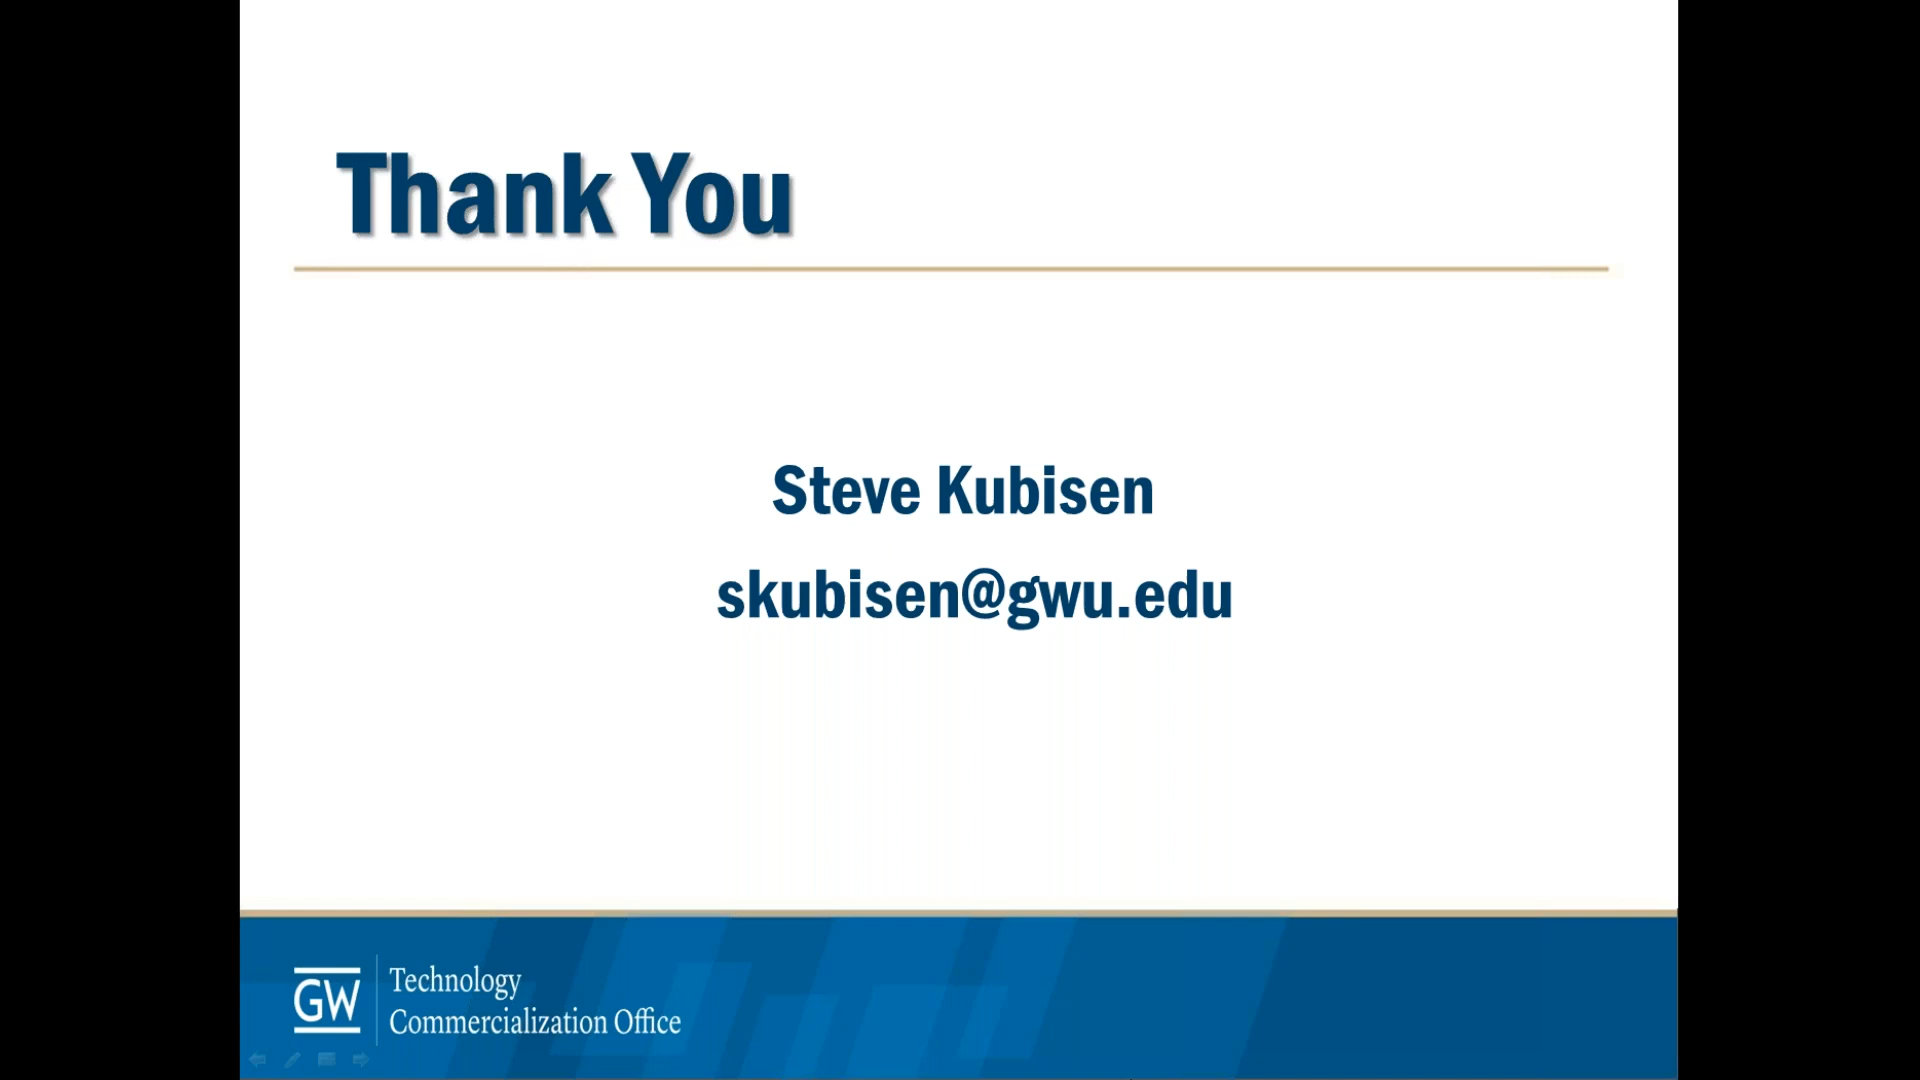 Thank You
Steve Kubisen
skubisen@gwu.edu
GW
Technology
Commercialization Office